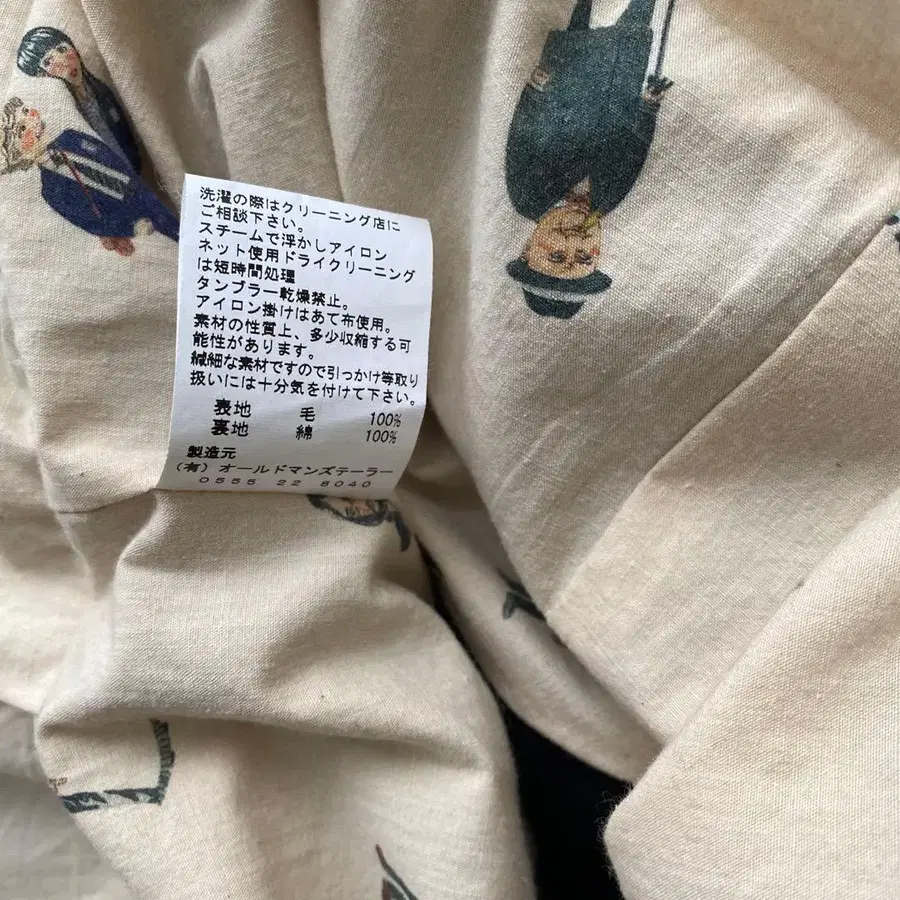 洗濯の際はクリーニング店に
ご相談下さい。
スチームで浮かしアイロン
ネット使用ドライクリーニング
は短時間処理
タンブラー乾燥禁止。
アイロン掛けはあて布使用。
素材の性質上、多少収縮する可
能性があります。
繊細な素材ですので引っかけ等取り
扱いには十分気を付けて下さい。
表地 毛 100%
裏地 綿 100%
製造元
(有) オールドマンズテーラー
0555 22 8040